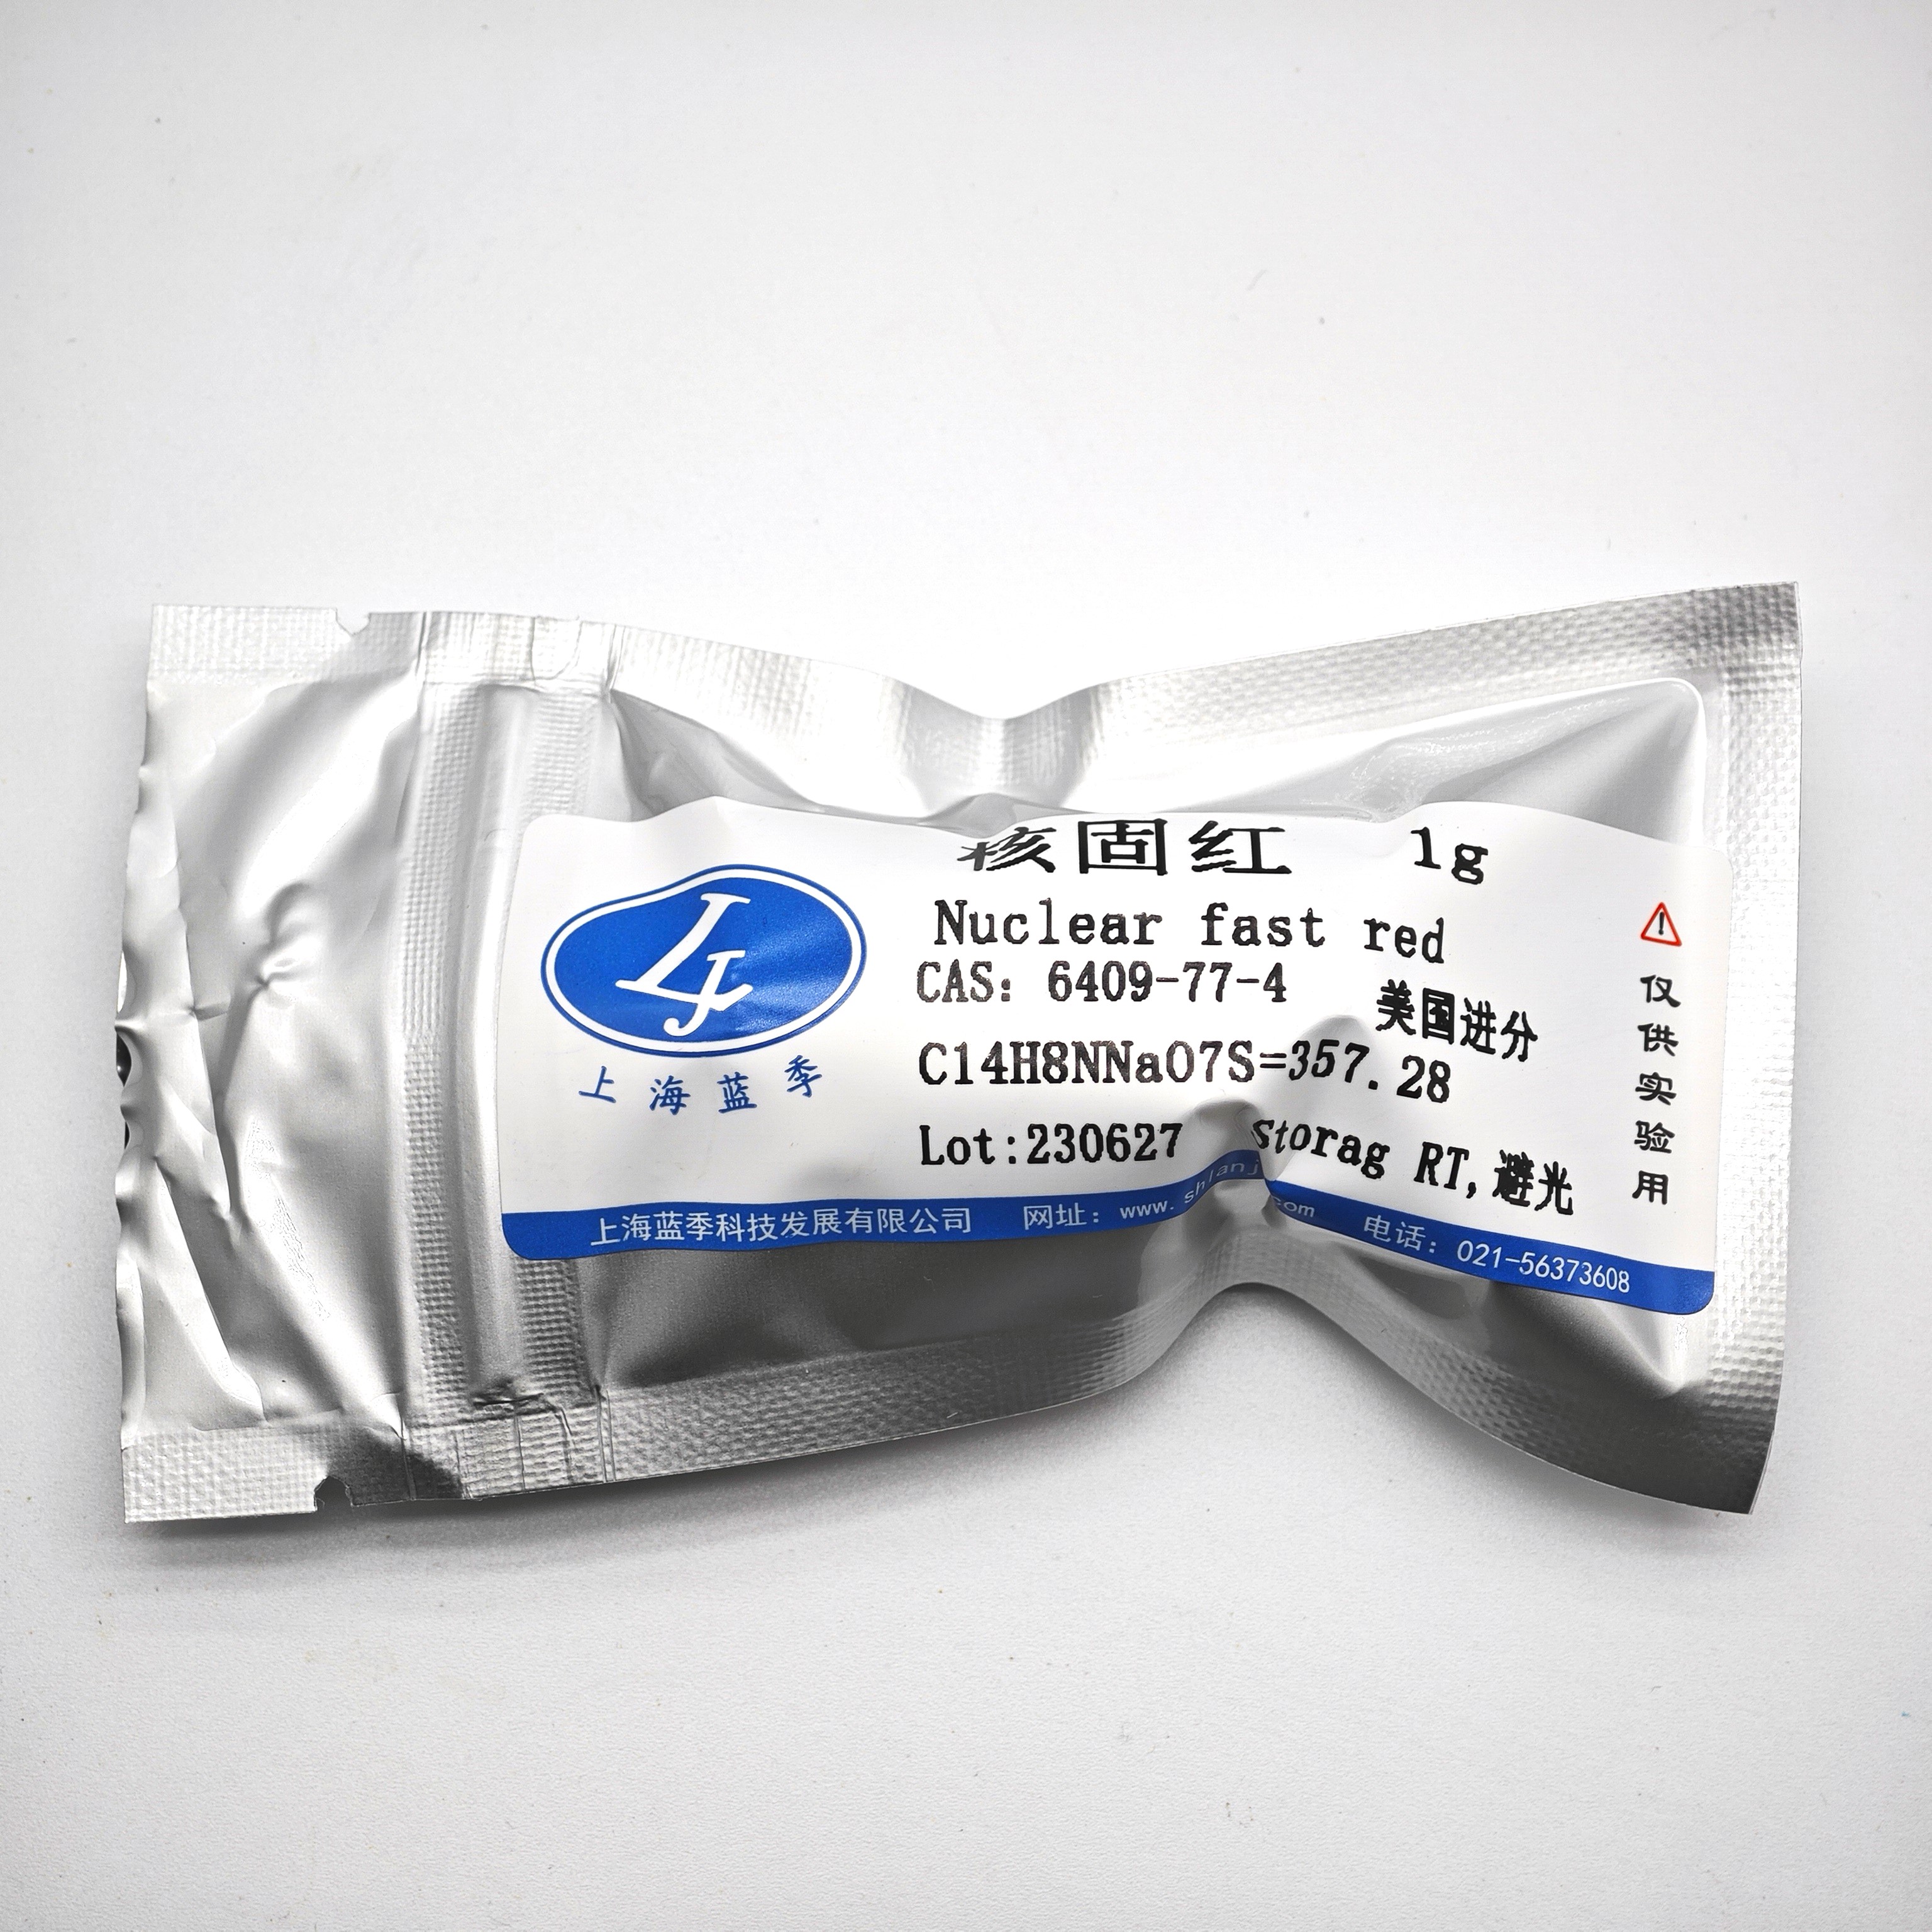 LJ
上海蓝季
核固红 1g
Nuclear fast red
CAS: 6409-77-4
美国进分
C14H8NNaO7S=357.28
Lot:230627 Storag RT,避光
仅供实验用
上海蓝季科技发展有限公司 网址: 电话: 021-56373608